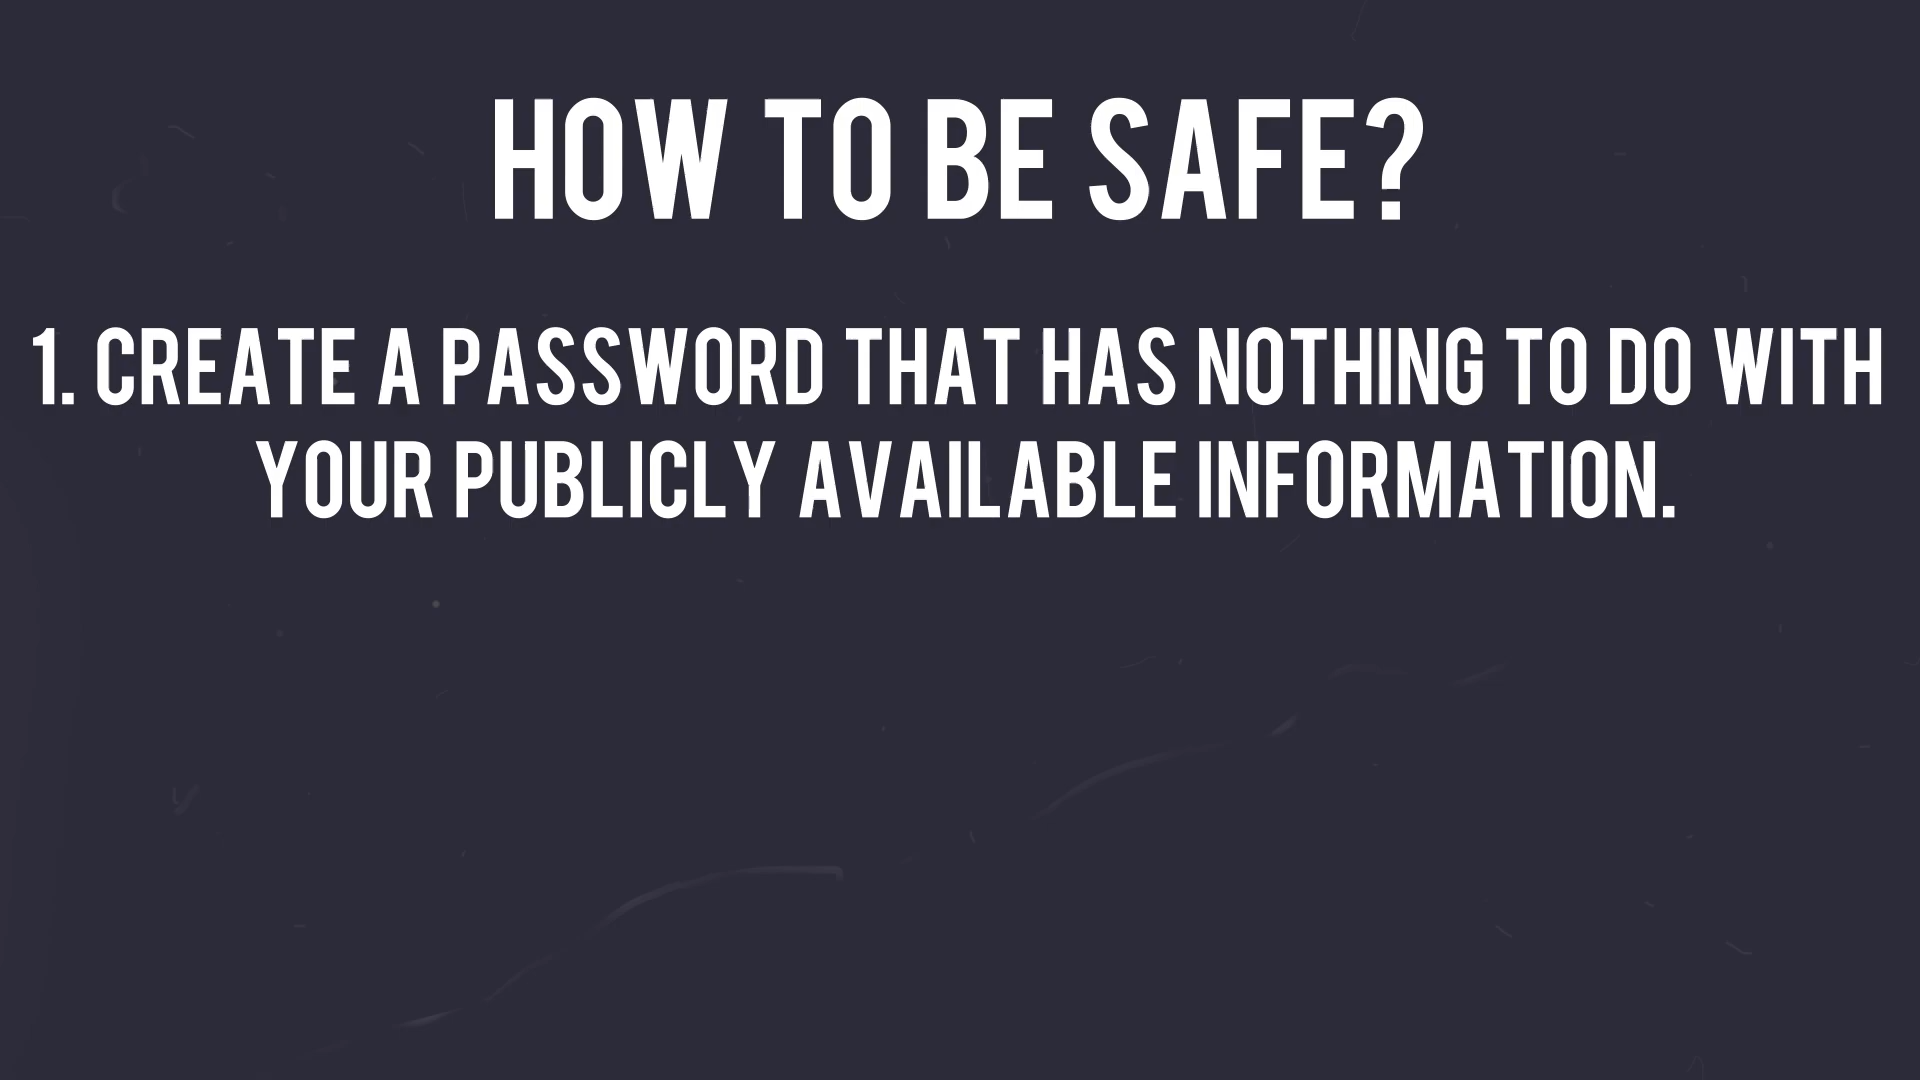 HOW TO BE SAFE?
1. CREATE A PASSWORD THAT HAS NOTHING TO DO WITH
YOUR PUBLICLY AVAILABLE INFORMATION.